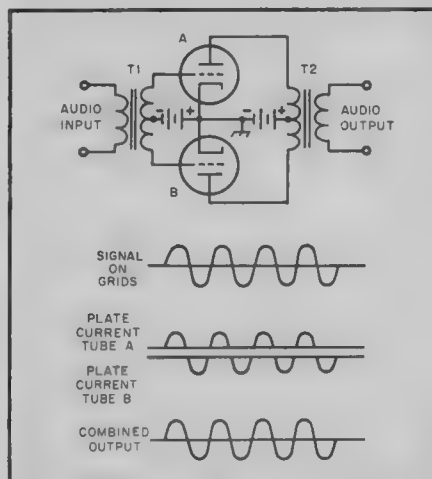 A
T1
T2
- +
- +
AUDIO
INPUT
AUDIO
OUTPUT
B
SIGNAL
ON
GRIDS
PLATE
CURRENT
TUBE A
PLATE
CURRENT
TUBE B
COMBINED
OUTPUT